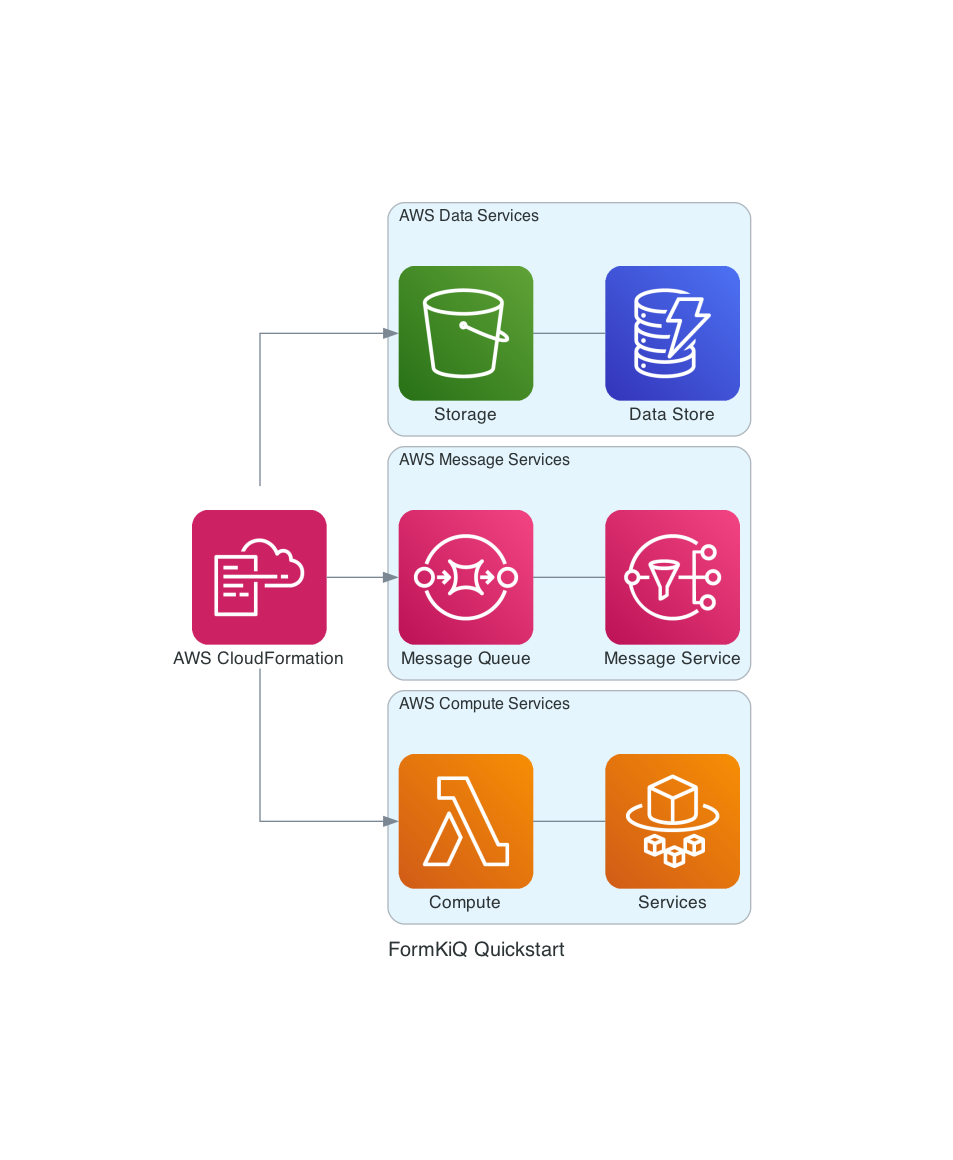 AWS Data Services
Storage
Data Store
AWS Message Services
AWS CloudFormation
Message Queue
Message Service
AWS Compute Services
Compute
Services
FormKiQ Quickstart